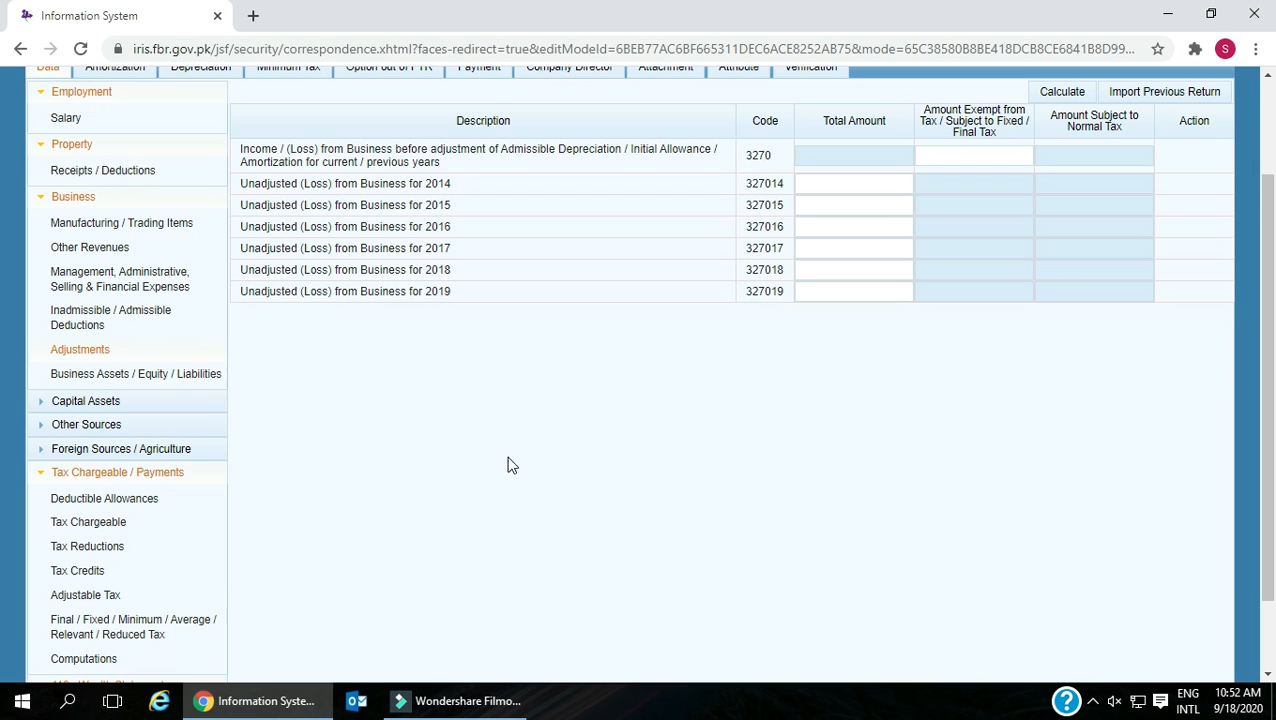 Information System
iris.fbr.gov.pk/jsf/security/correspondence.xhtml?faces-redirect=true&editModeId=6BEB77AC6BF665311DEC6ACE8252AB75&mode=65C38580B8BE418DCB8CE6841B8D99...
S
Data Amortization Depreciation Minimum Tax Option out of PTR Payment Company Director Attachment Attribute Verification
Employment
Salary
Property
Receipts / Deductions
Business
Manufacturing / Trading Items
Other Revenues
Management, Administrative,
Selling & Financial Expenses
Inadmissible / Admissible
Deductions
Adjustments
Business Assets / Equity / Liabilities
Capital Assets
Other Sources
Foreign Sources / Agriculture
Tax Chargeable / Payments
Deductible Allowances
Tax Chargeable
Tax Reductions
Tax Credits
Adjustable Tax
Final / Fixed / Minimum / Average /
Relevant / Reduced Tax
Computations
Calculate Import Previous Return
Description Code Total Amount Amount Exempt from Tax / Subject to Fixed / Final Tax Amount Subject to Normal Tax Action
Income / (Loss) from Business before adjustment of Admissible Depreciation / Initial Allowance /
Amortization for current / previous years 3270
Unadjusted (Loss) from Business for 2014 327014
Unadjusted (Loss) from Business for 2015 327015
Unadjusted (Loss) from Business for 2016 327016
Unadjusted (Loss) from Business for 2017 327017
Unadjusted (Loss) from Business for 2018 327018
Unadjusted (Loss) from Business for 2019 327019
Information Syste...
Wondershare Filmo...
ENG
INTL
10:52 AM
9/18/2020